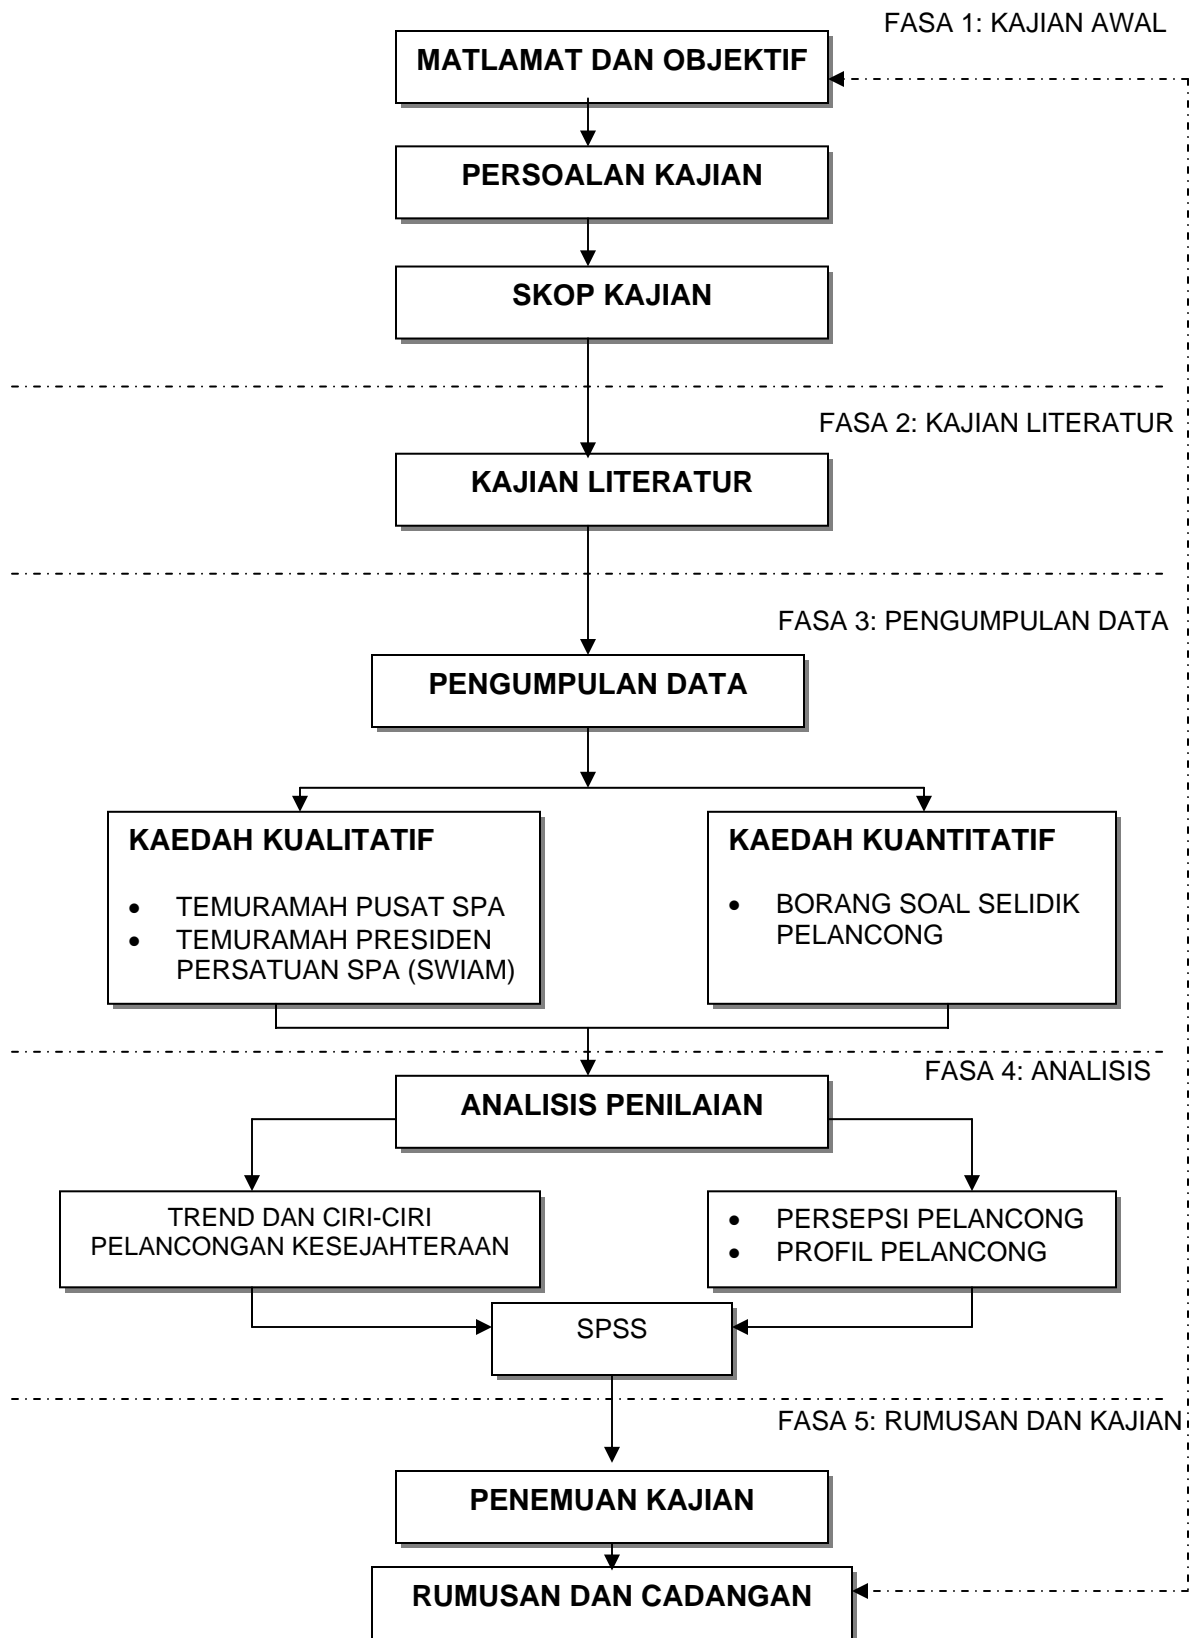 FASA 1: KAJIAN AWAL
MATLAMAT DAN OBJEKTIF
PERSOALAN KAJIAN
SKOP KAJIAN
FASA 2: KAJIAN LITERATUR
KAJIAN LITERATUR
FASA 3: PENGUMPULAN DATA
PENGUMPULAN DATA
KAEDAH KUALITATIF
• TEMURAMAH PUSAT SPA
• TEMURAMAH PRESIDEN
PERSATUAN SPA (SWIAM)
KAEDAH KUANTITATIF
• BORANG SOAL SELIDIK
PELANCONG
FASA 4: ANALISIS
ANALISIS PENILAIAN
TREND DAN CIRI-CIRI
PELANCONGAN KESEJAHTERAAN
• PERSEPSI PELANCONG
• PROFIL PELANCONG
SPSS
FASA 5: RUMUSAN DAN KAJIAN
PENEMUAN KAJIAN
RUMUSAN DAN CADANGAN